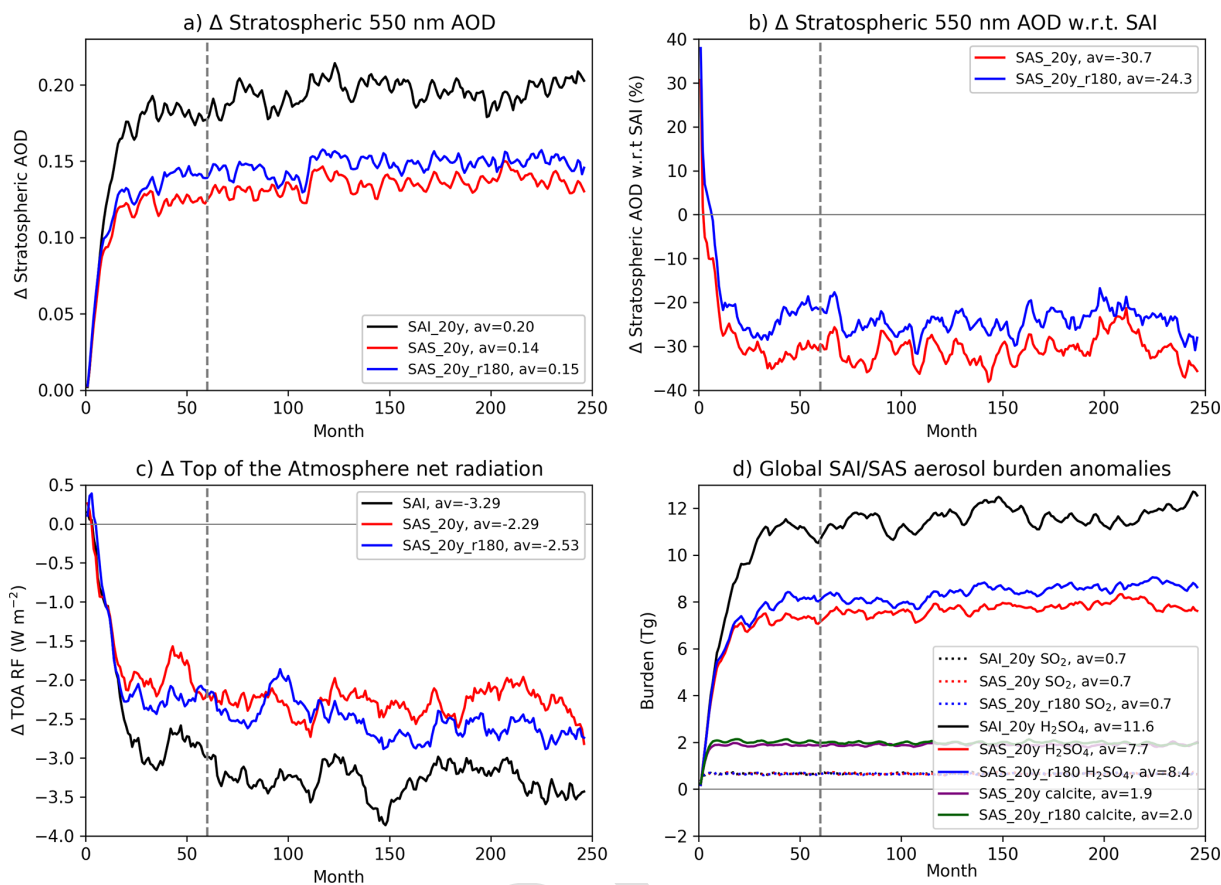 a) Δ Stratospheric 550 nm AOD
0.20
0.15
0.10
0.05
0.00
Δ Stratospheric AOD
SAI_20y, av=0.20
SAS_20y, av=0.14
SAS_20y_r180, av=0.15
0 50 100 150 200 250
Month
b) Δ Stratospheric 550 nm AOD w.r.t. SAI
40
30
20
10
0
−10
−20
−30
−40
Δ Stratospheric AOD w.r.t SAI (%)
SAS_20y, av=-30.7
SAS_20y_r180, av=-24.3
0 50 100 150 200 250
Month
c) Δ Top of the Atmosphere net radiation
0.5
0.0
−0.5
−1.0
−1.5
−2.0
−2.5
−3.0
−3.5
−4.0
Δ TOA RF (W m⁻²)
SAI, av=-3.29
SAS_20y, av=-2.29
SAS_20y_r180, av=-2.53
0 50 100 150 200 250
Month
d) Global SAI/SAS aerosol burden anomalies
12
10
8
6
4
2
0
−2
Burden (Tg)
SAI_20y SO₂, av=0.7
SAS_20y SO₂, av=0.7
SAS_20y_r180 SO₂, av=0.7
SAI_20y H₂SO₄, av=11.6
SAS_20y H₂SO₄, av=7.7
SAS_20y_r180 H₂SO₄, av=8.4
SAS_20y calcite, av=1.9
SAS_20y_r180 calcite, av=2.0
0 50 100 150 200 250
Month